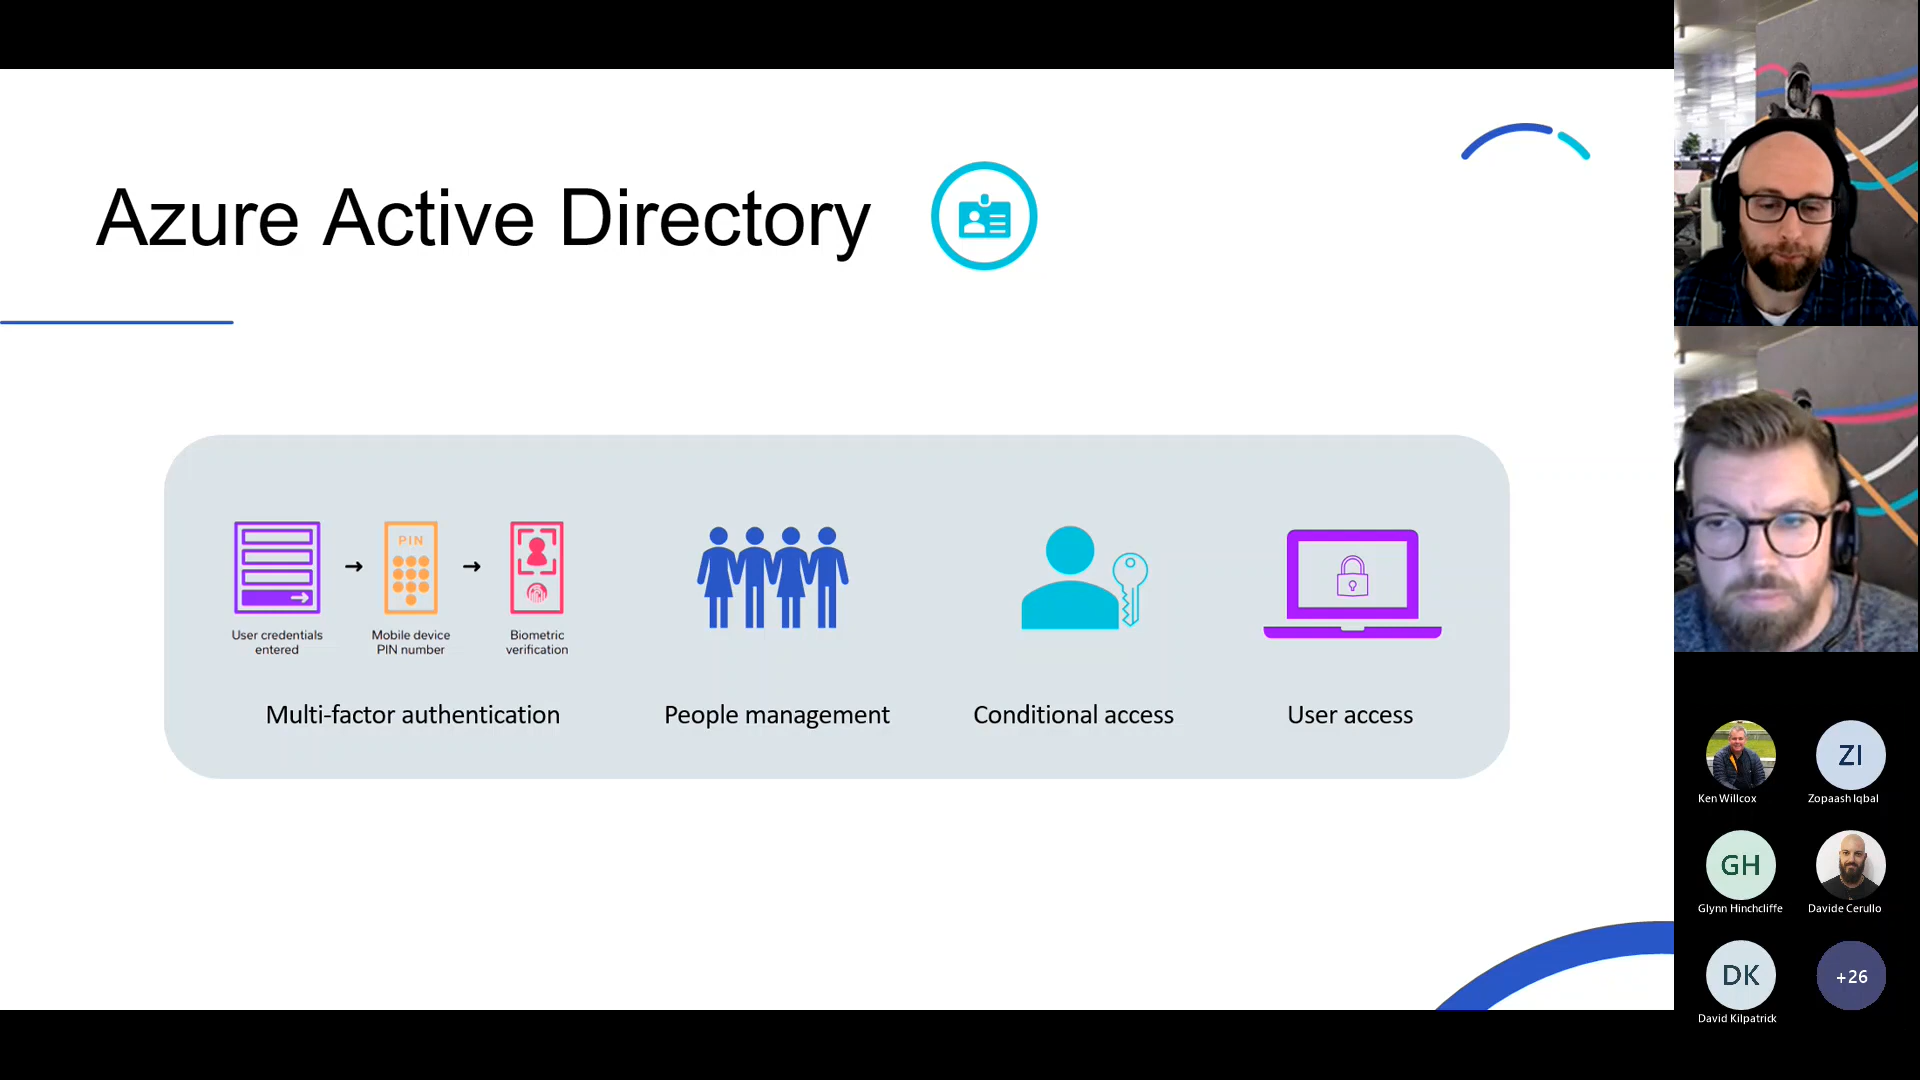 Azure Active Directory
PIN
User credentials
entered
Mobile device
PIN number
Biometric
verification
Multi-factor authentication
People management
Conditional access
User access
Ken Willcox
ZI
Zopaash Iqbal
GH
Glynn Hinchcliffe
Davide Cerullo
DK
David Kilpatrick
+26